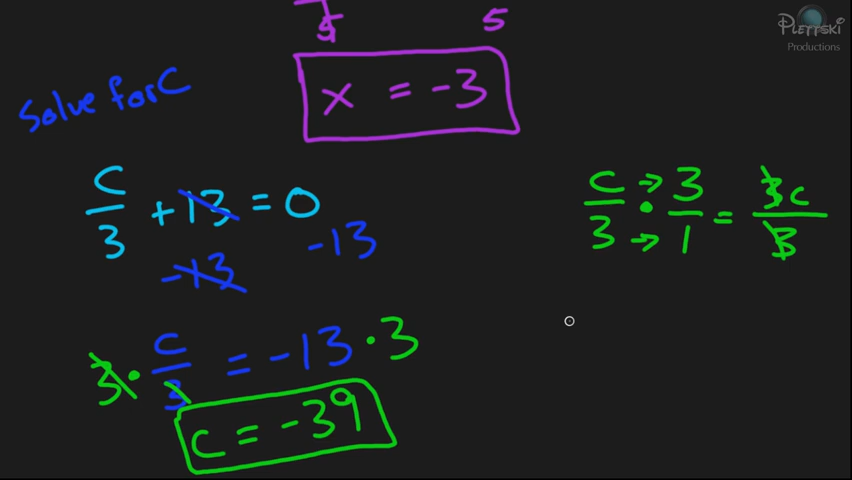 PLETTSKI
Productions
5 5
x = -3
Solve for C
C/3 + 13 = 0
-13 -13
3 · C/3 = -13 · 3
C = -39
C/3 → · → 3/1 = 3C/3